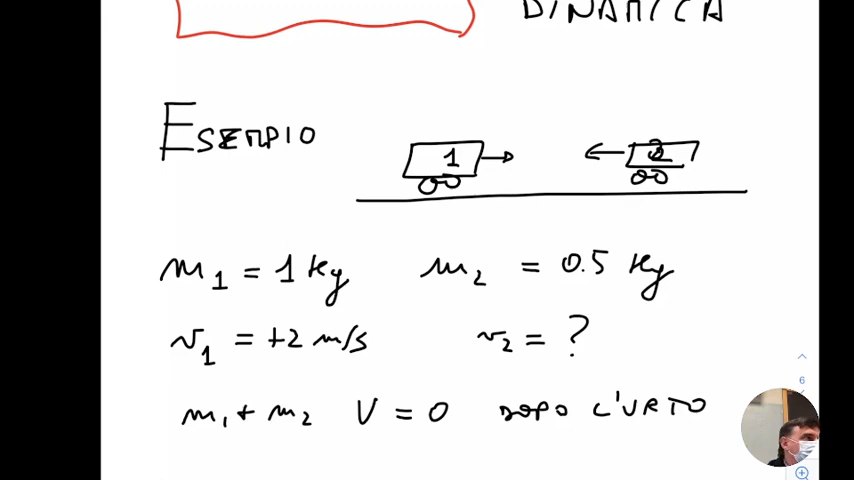 DINAMICA
ESEMPIO
1 2
m1 = 1 Kg m2 = 0.5 Kg
v1 = +2 m/s v2 = ?
m1 + m2 V = 0 DOPO L'URTO
6